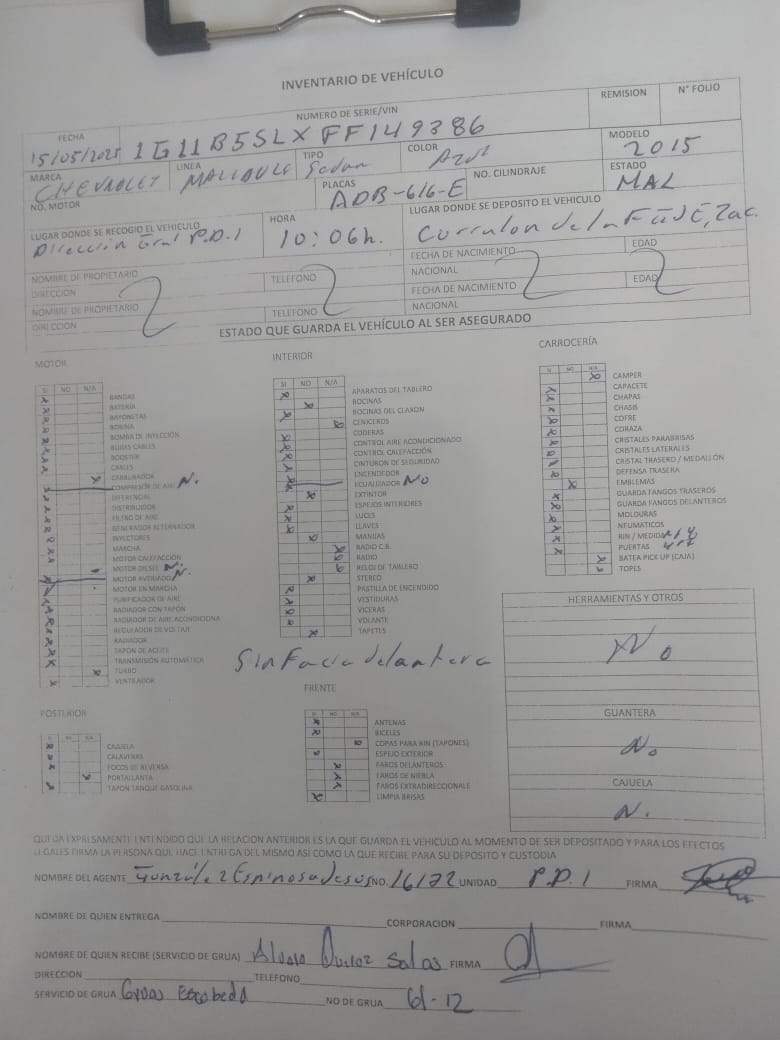 INVENTARIO DE VEHÍCULO
FECHA NUMERO DE SERIE/VIN REMISION N° FOLIO
15/05/2025 1G11B5SLXFF149386
MARCA LINEA TIPO COLOR MODELO
CHEVROLET MALIBULS Sedan Azul 2015
NO. MOTOR PLACAS NO. CILINDRAJE ESTADO
ADB-616-E MAL
LUGAR DONDE SE RECOGIO EL VEHICULO HORA LUGAR DONDE SE DEPOSITO EL VEHICULO
Dirección Gral P.D.I 10:06h. Corralon de la FGJE, Zac.
NOMBRE DE PROPIETARIO TELEFONO FECHA DE NACIMIENTO EDAD
DIRECCION NACIONAL
NOMBRE DE PROPIETARIO TELEFONO FECHA DE NACIMIENTO EDAD
DIRECCION NACIONAL
ESTADO QUE GUARDA EL VEHÍCULO AL SER ASEGURADO
MOTOR
SI NO N/A
BANDAS
BATERIA
BAYONETAS
BOBINA
BOMBA DE INYECCIÓN
BUJIAS CABLES
BOOSTER
CABLES
CARBURADOR
COMPRESOR DE AIRE No
DIFERENCIAL
DISTRIBUIDOR
FILTRO DE AIRE
GENERADOR ALTERNADOR
INYECTORES
MARCHA
MOTOR CALEFACCIÓN
MOTOR DIESEL No
MOTOR AVERIADO No
MOTOR EN MARCHA
PURIFICADOR DE AIRE
RADIADOR CON TAPÓN
RADIADOR DE AIRE ACONDICIONA
REGULADOR DE VOLTAJE
RADIADOR
TAPON DE ACEITE
TRANSMISIÓN AUTOMÁTICA
TURBO
VENTILADOR
INTERIOR
SI NO N/A
APARATOS DEL TABLERO
BOCINAS
BOCINAS DEL CLAXON
CENICEROS
CODERAS
CONTROL AIRE ACONDICIONADO
CONTROL CALEFACCIÓN
CINTURON DE SEGURIDAD
ENCENDEDOR
ECUALIZADOR NO
EXTINTOR
ESPEJOS INTERIORES
LUCES
LLAVES
MANIJAS
RADIO C.B.
RADIO
RELOJ DE TABLERO
STEREO
PASTILLA DE ENCENDIDO
VESTIDURAS
VICERAS
VOLANTE
TAPETES
Sin Facia delantera
CARROCERÍA
SI NO N/A
CAMPER
CAPACETE
CHAPAS
CHASIS
COFRE
CORAZA
CRISTALES PARABRISAS
CRISTALES LATERALES
CRISTAL TRASERO / MEDALLÓN
DEFENSA TRASERA
EMBLEMAS
GUARDA FANGOS TRASEROS
GUARDA FANGOS DELANTEROS
MOLDURAS
NEUMATICOS
RIN / MEDIDA
PUERTAS
BATEA PICK UP (CAJA)
TOPES
HERRAMIENTAS Y OTROS
No
GUANTERA
No
CAJUELA
No
POSTERIOR
SI NO N/A
CAJUELA
CALAVERAS
FOCOS DE REVERSA
PORTALLANTA
TAPON TANQUE GASOLINA
FRENTE
SI NO N/A
ANTENAS
BICELES
COPAS PARA RIN (TAPONES)
ESPEJO EXTERIOR
FAROS DELANTEROS
FAROS DE NIEBLA
FAROS EXTRADIRECCIONALE
LIMPIA BRISAS
QUEDA EXPRESAMENTE ENTENDIDO QUE LA RELACION ANTERIOR ES LA QUE GUARDA EL VEHICULO AL MOMENTO DE SER DEPOSITADO Y PARA LOS EFECTOS
LEGALES FIRMA LA PERSONA QUE HACE ENTREGA DEL MISMO ASI COMO LA QUE RECIBE PARA SU DEPOSITO Y CUSTODIA
NOMBRE DEL AGENTE González Espinosa Jesús NO. 16172 UNIDAD P.D.I FIRMA
NOMBRE DE QUIEN ENTREGA CORPORACION FIRMA
NOMBRE DE QUIEN RECIBE (SERVICIO DE GRUA) Alvaro Quiroz Salas FIRMA
DIRECCION TELEFONO
SERVICIO DE GRUA Gruas Escobedo NO DE GRUA 61-12